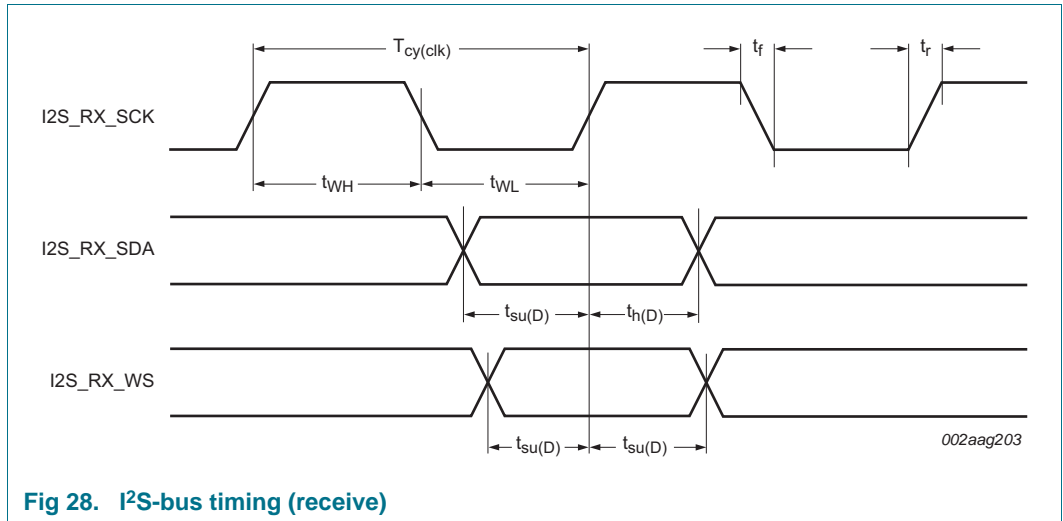 Tcy(clk) tf tr
I2S_RX_SCK
tWH tWL
I2S_RX_SDA
tsu(D) th(D)
I2S_RX_WS
tsu(D) tsu(D)
002aag203
Fig 28. I²S-bus timing (receive)